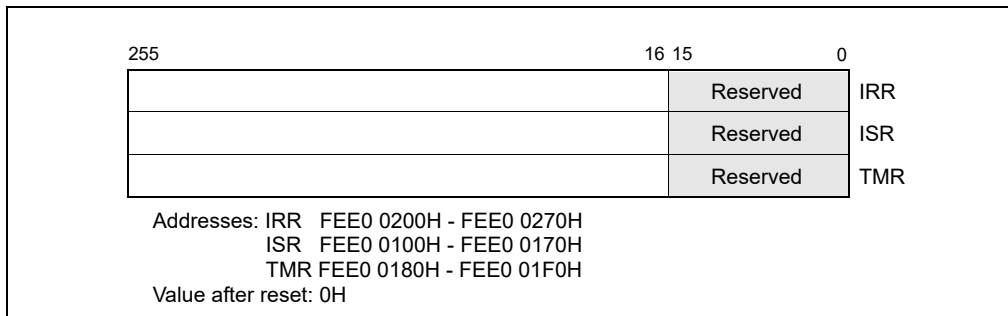 255 16 15 0
Reserved IRR
Reserved ISR
Reserved TMR
Addresses: IRR FEE0 0200H - FEE0 0270H
ISR FEE0 0100H - FEE0 0170H
TMR FEE0 0180H - FEE0 01F0H
Value after reset: 0H